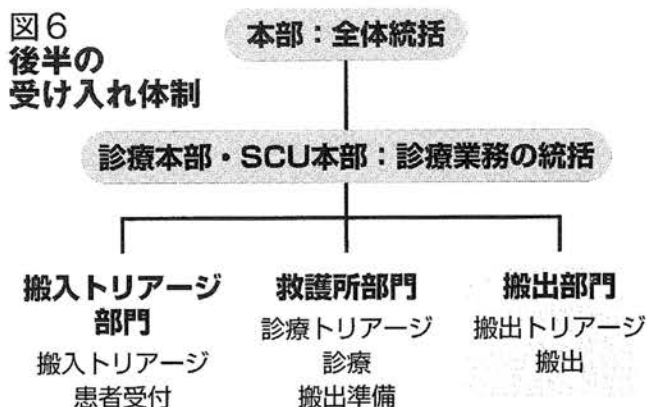 図6
後半の
受け入れ体制
本部：全体統括
診療本部・SCU本部：診療業務の統括
搬入トリアージ
部門
搬入トリアージ
患者受付
救護所部門
診療トリアージ
診療
搬出準備
搬出部門
搬出トリアージ
搬出